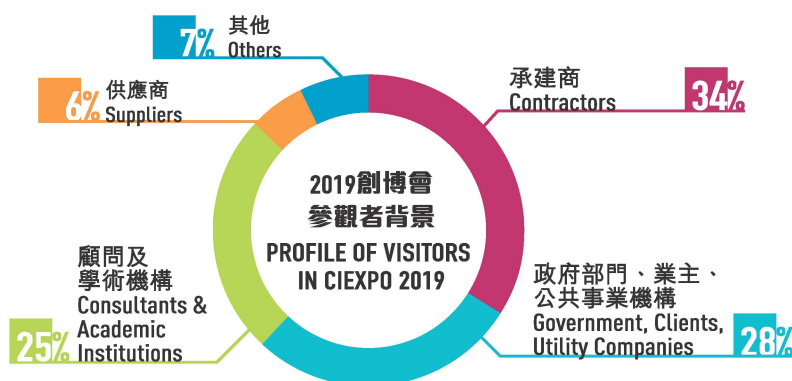 7%
其他
Others
6%
供應商
Suppliers
承建商
Contractors
34%
2019創博會
參觀者背景
PROFILE OF VISITORS
IN CIEXPO 2019
顧問及
學術機構
Consultants &
Academic
Institutions
25%
政府部門、業主、
公共事業機構
Government, Clients,
Utility Companies
28%